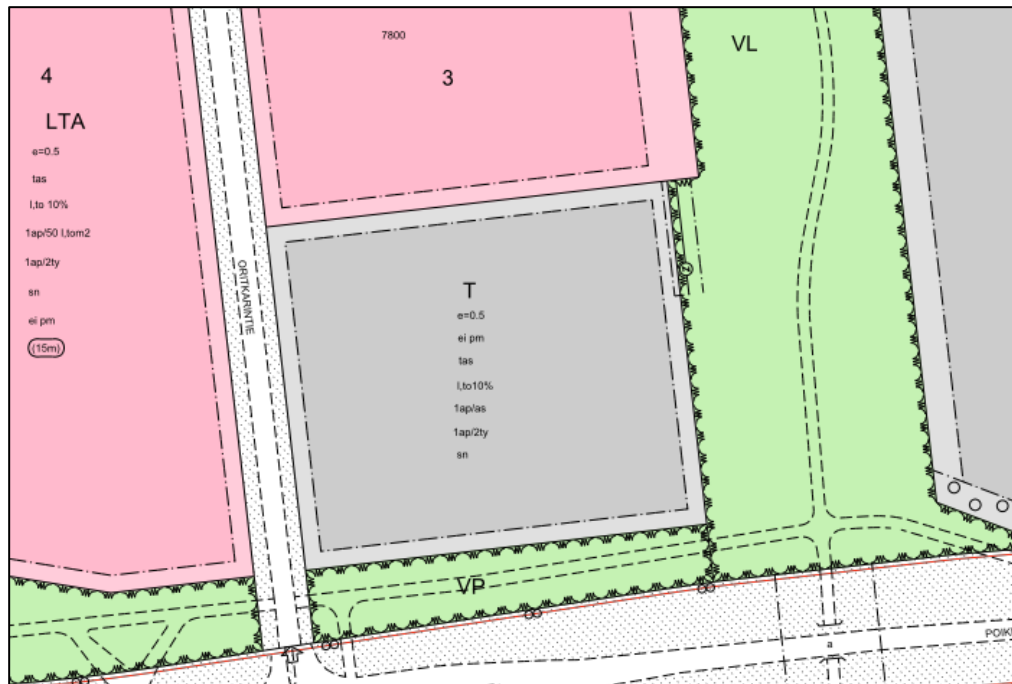 7800
3
VL
4
LTA
e=0.5
tas
l,to 10%
1ap/50 l,tom2
1ap/2ty
sn
ei pm
(15m)
ORITKARINTIE
z
T
e=0.5
ei pm
tas
l,to10%
1ap/as
1ap/2ty
sn
VP
a